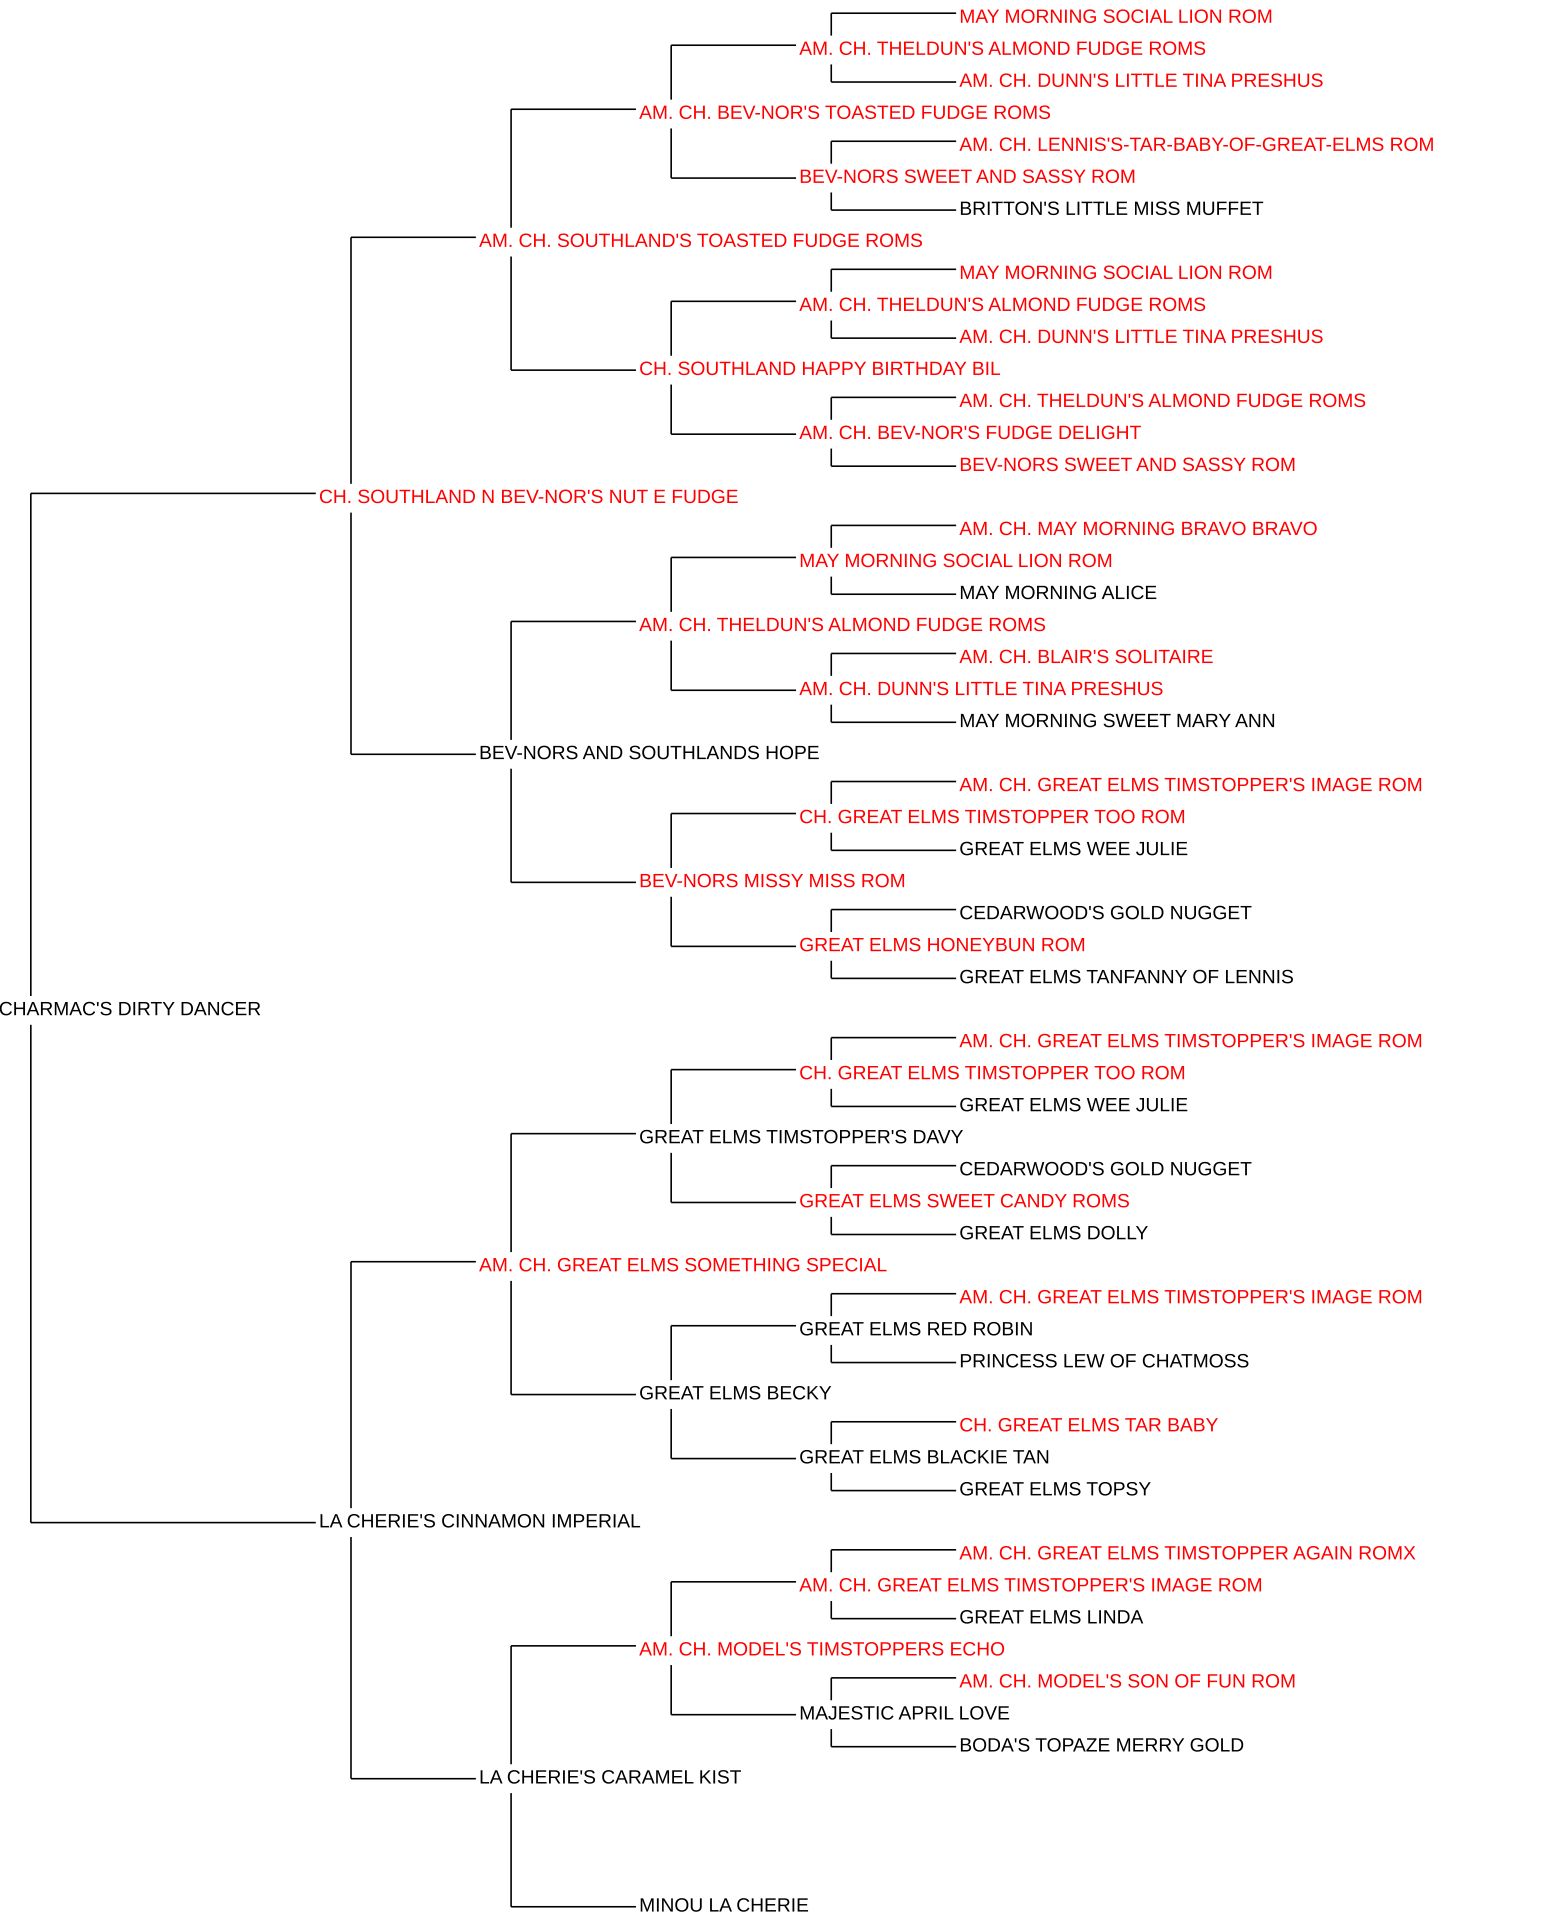 MAY MORNING SOCIAL LION ROM
AM. CH. THELDUN'S ALMOND FUDGE ROMS
AM. CH. DUNN'S LITTLE TINA PRESHUS
AM. CH. BEV-NOR'S TOASTED FUDGE ROMS
AM. CH. LENNIS'S-TAR-BABY-OF-GREAT-ELMS ROM
BEV-NORS SWEET AND SASSY ROM
BRITTON'S LITTLE MISS MUFFET
AM. CH. SOUTHLAND'S TOASTED FUDGE ROMS
MAY MORNING SOCIAL LION ROM
AM. CH. THELDUN'S ALMOND FUDGE ROMS
AM. CH. DUNN'S LITTLE TINA PRESHUS
CH. SOUTHLAND HAPPY BIRTHDAY BIL
AM. CH. THELDUN'S ALMOND FUDGE ROMS
AM. CH. BEV-NOR'S FUDGE DELIGHT
BEV-NORS SWEET AND SASSY ROM
CH. SOUTHLAND N BEV-NOR'S NUT E FUDGE
AM. CH. MAY MORNING BRAVO BRAVO
MAY MORNING SOCIAL LION ROM
MAY MORNING ALICE
AM. CH. THELDUN'S ALMOND FUDGE ROMS
AM. CH. BLAIR'S SOLITAIRE
AM. CH. DUNN'S LITTLE TINA PRESHUS
MAY MORNING SWEET MARY ANN
BEV-NORS AND SOUTHLANDS HOPE
AM. CH. GREAT ELMS TIMSTOPPER'S IMAGE ROM
CH. GREAT ELMS TIMSTOPPER TOO ROM
GREAT ELMS WEE JULIE
BEV-NORS MISSY MISS ROM
CEDARWOOD'S GOLD NUGGET
GREAT ELMS HONEYBUN ROM
GREAT ELMS TANFANNY OF LENNIS
CHARMAC'S DIRTY DANCER
AM. CH. GREAT ELMS TIMSTOPPER'S IMAGE ROM
CH. GREAT ELMS TIMSTOPPER TOO ROM
GREAT ELMS WEE JULIE
GREAT ELMS TIMSTOPPER'S DAVY
CEDARWOOD'S GOLD NUGGET
GREAT ELMS SWEET CANDY ROMS
GREAT ELMS DOLLY
AM. CH. GREAT ELMS SOMETHING SPECIAL
AM. CH. GREAT ELMS TIMSTOPPER'S IMAGE ROM
GREAT ELMS RED ROBIN
PRINCESS LEW OF CHATMOSS
GREAT ELMS BECKY
CH. GREAT ELMS TAR BABY
GREAT ELMS BLACKIE TAN
GREAT ELMS TOPSY
LA CHERIE'S CINNAMON IMPERIAL
AM. CH. GREAT ELMS TIMSTOPPER AGAIN ROMX
AM. CH. GREAT ELMS TIMSTOPPER'S IMAGE ROM
GREAT ELMS LINDA
AM. CH. MODEL'S TIMSTOPPERS ECHO
AM. CH. MODEL'S SON OF FUN ROM
MAJESTIC APRIL LOVE
BODA'S TOPAZE MERRY GOLD
LA CHERIE'S CARAMEL KIST
MINOU LA CHERIE